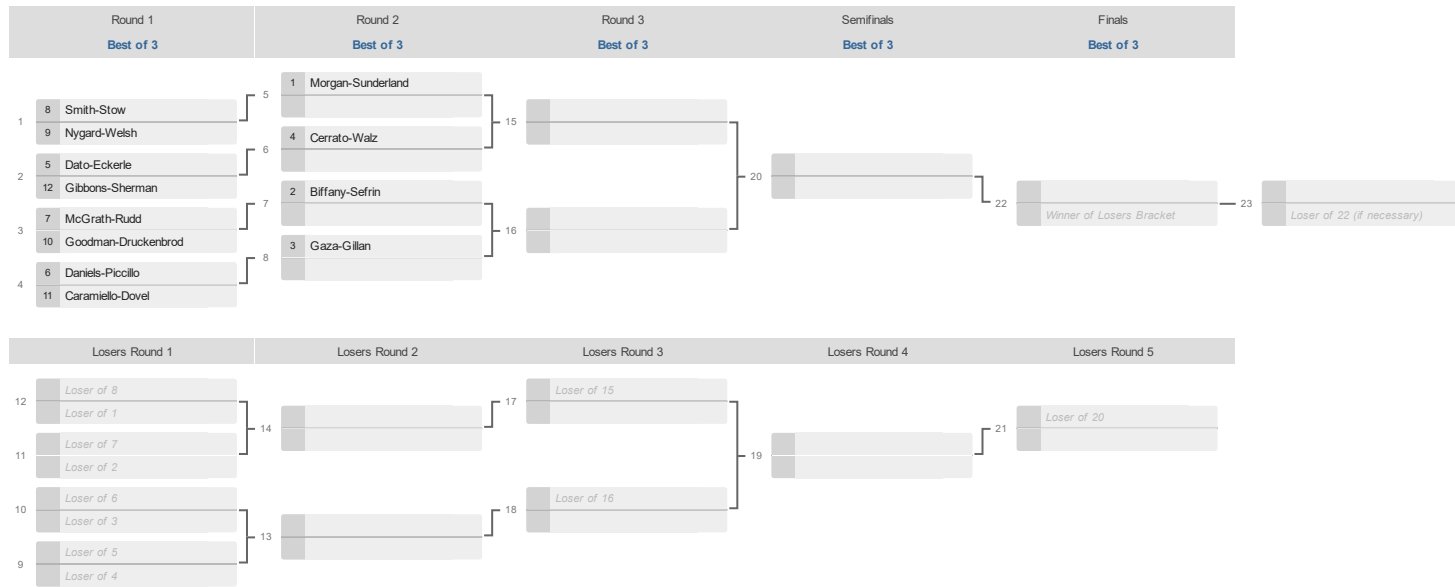 Round 1 Round 2 Round 3 Semifinals Finals
Best of 3 Best of 3 Best of 3 Best of 3 Best of 3
1
8 Smith-Stow
9 Nygard-Welsh
2
5 Dato-Eckerle
12 Gibbons-Sherman
3
7 McGrath-Rudd
10 Goodman-Druckenbrod
4
6 Daniels-Piccillo
11 Caramiello-Dovel
5
1 Morgan-Sunderland
6
4 Cerrato-Walz
7
2 Biffany-Sefrin
8
3 Gaza-Gillan
15
16
20
22
Winner of Losers Bracket
23
Loser of 22 (if necessary)
Losers Round 1 Losers Round 2 Losers Round 3 Losers Round 4 Losers Round 5
12
Loser of 8
Loser of 1
11
Loser of 7
Loser of 2
10
Loser of 6
Loser of 3
9
Loser of 5
Loser of 4
14
13
17
Loser of 15
18
Loser of 16
19
21
Loser of 20